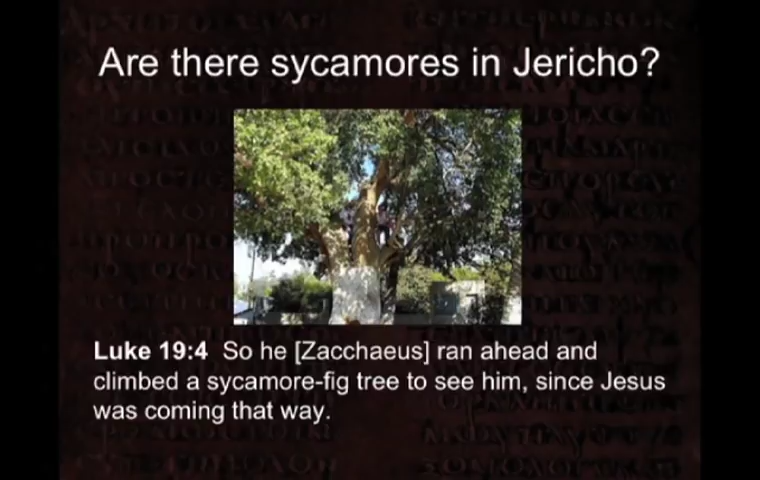 Are there sycamores in Jericho?
Luke 19:4 So he [Zacchaeus] ran ahead and
climbed a sycamore-fig tree to see him, since Jesus
was coming that way.